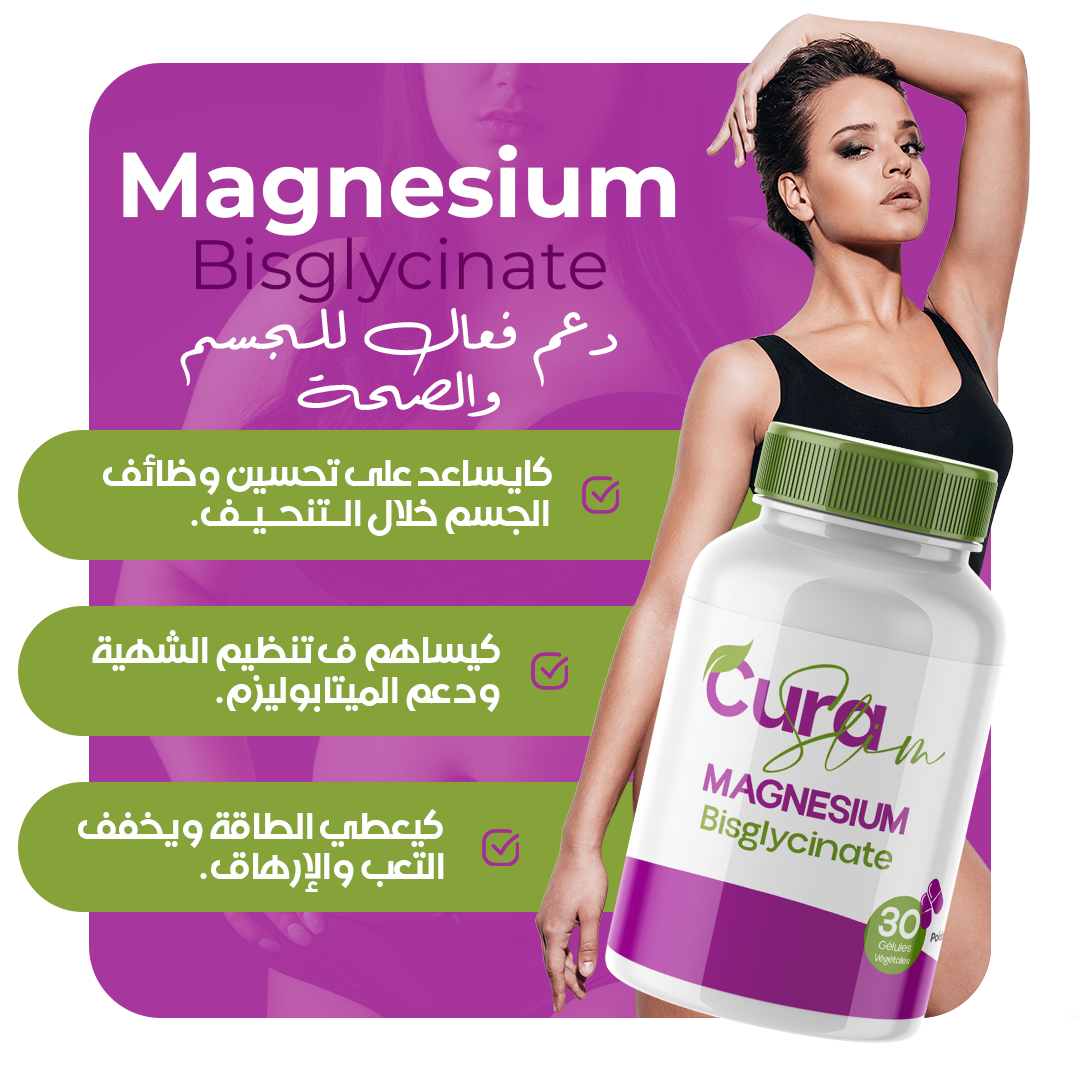 Magnesium
Bisglycinate
دعم فعال للجسم
والصحة
كايساعد على تحسين وظائف
الجسم خلال الــتنحــيــف.
كيساهم ف تنظيم الشهية
ودعم الميتابوليزم.
كيعطي الطاقة ويخفف
التعب والإرهاق.
Cura
Slim
MAGNESIUM
Bisglycinate
30
Gélules
Végétales